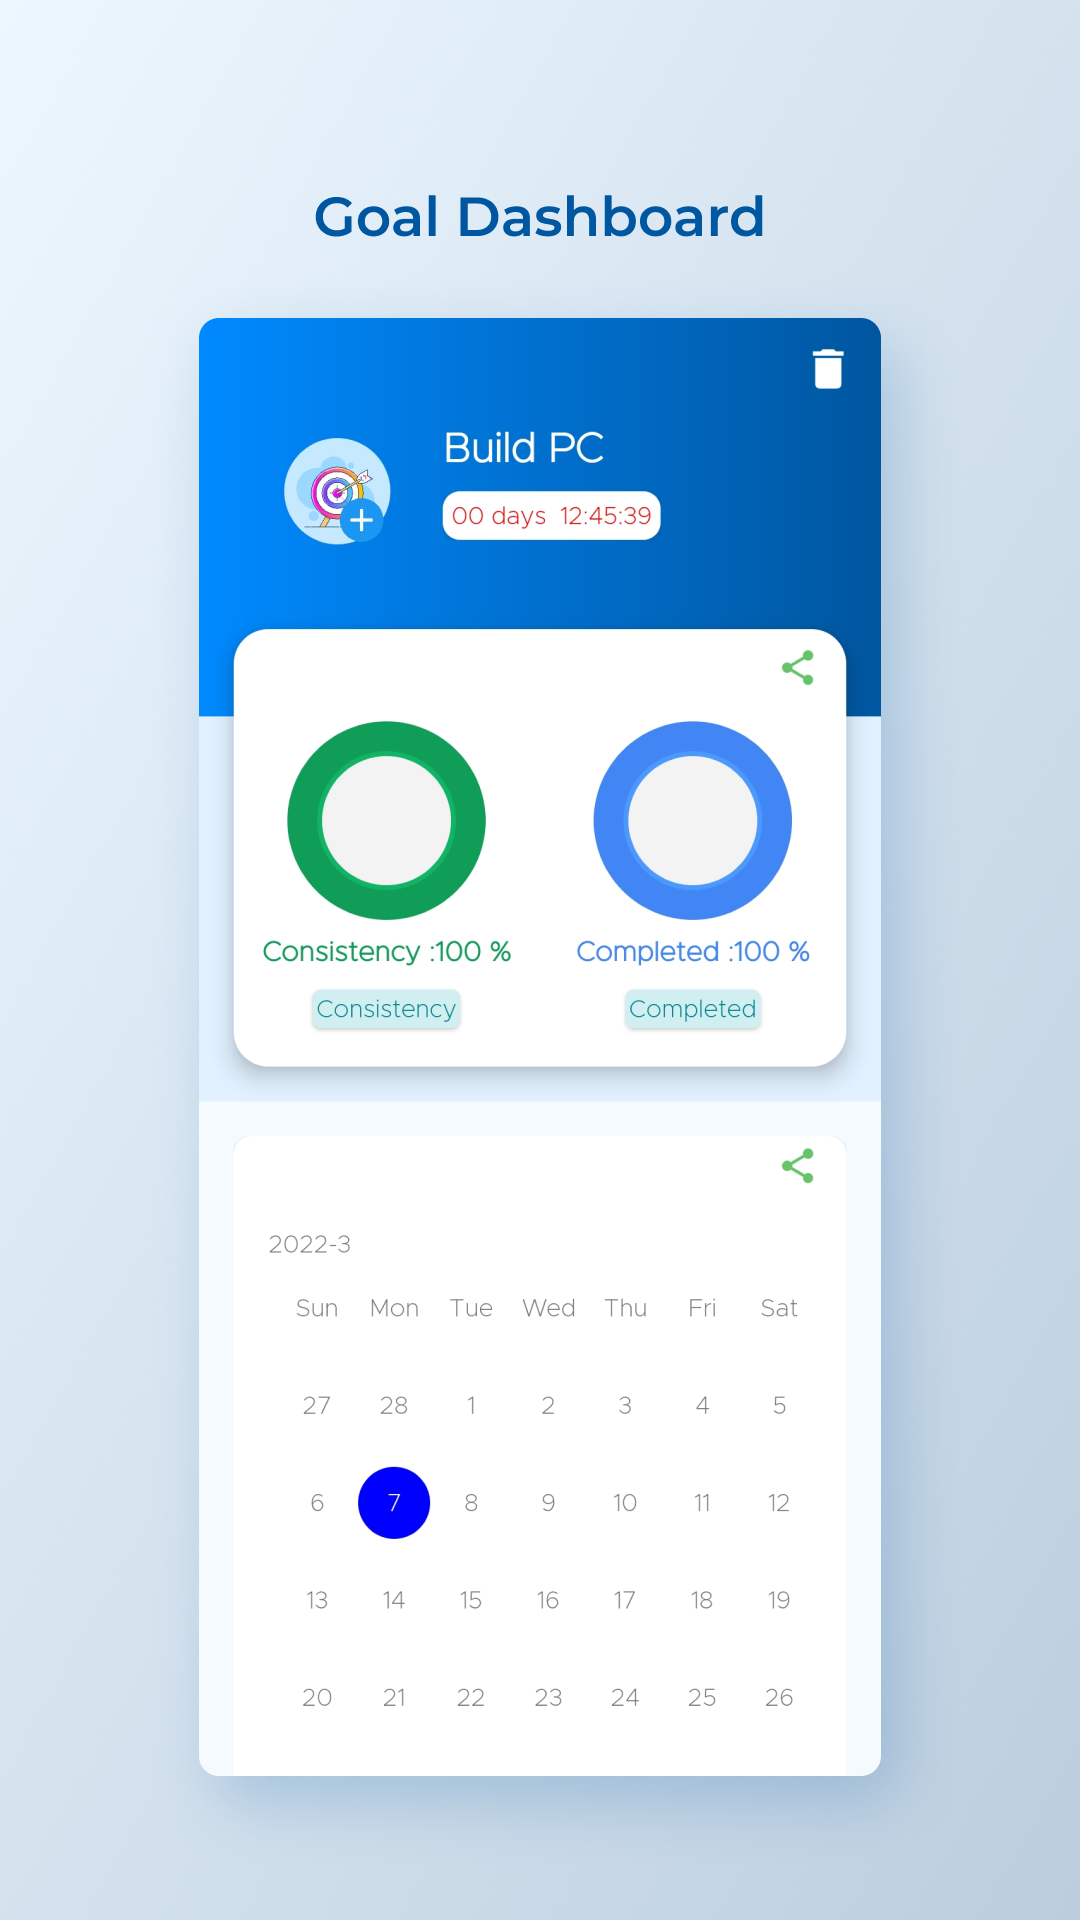 Goal Dashboard
Build PC
00 days 12:45:39
Consistency :100 % Completed :100 %
Consistency Completed
2022-3
Sun Mon Tue Wed Thu Fri Sat
27 28 1 2 3 4 5
6 7 8 9 10 11 12
13 14 15 16 17 18 19
20 21 22 23 24 25 26